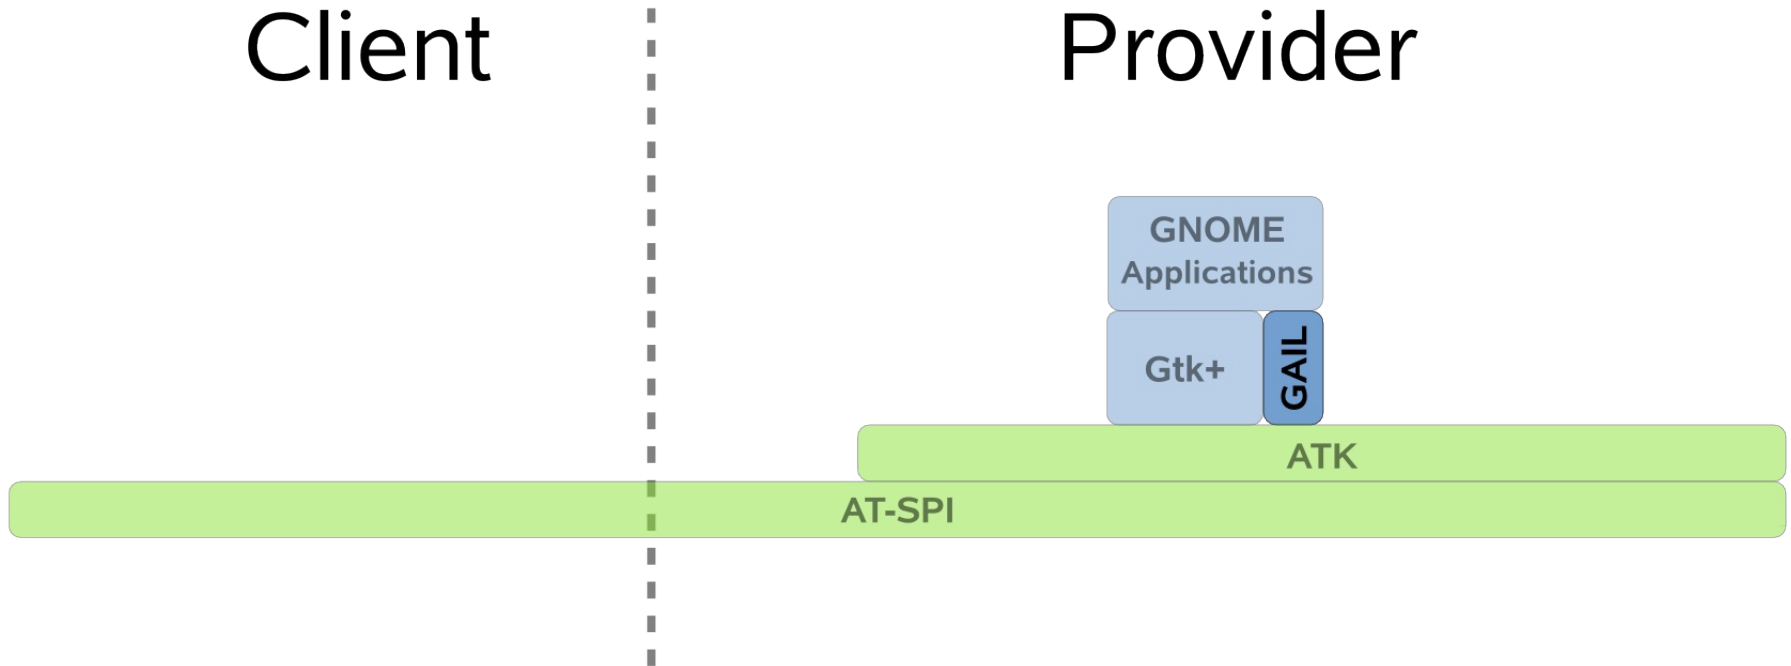 Client
Provider
GNOME
Applications
Gtk+
GAIL
ATK
AT-SPI